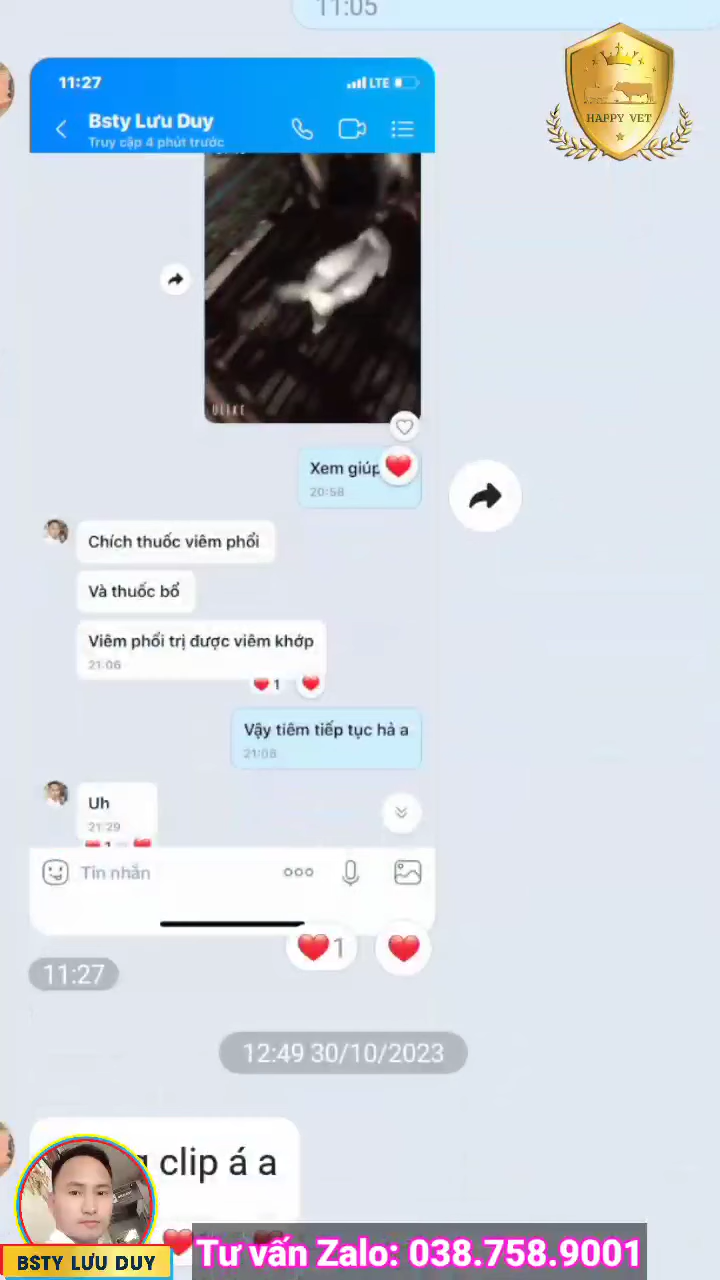 11:05
11:27
LTE
Bsty Lưu Duy
Truy cập 4 phút trước
HAPPY VET
ULIKE
Xem giúp
20:58
Chích thuốc viêm phổi
Và thuốc bổ
Viêm phổi trị được viêm khớp
21:06
1
Vậy tiêm tiếp tục hả a
21:08
Uh
21:29
1
Tin nhắn
1
11:27
12:49 30/10/2023
clip á a
BSTY LƯU DUY
Tư vấn Zalo: 038.758.9001